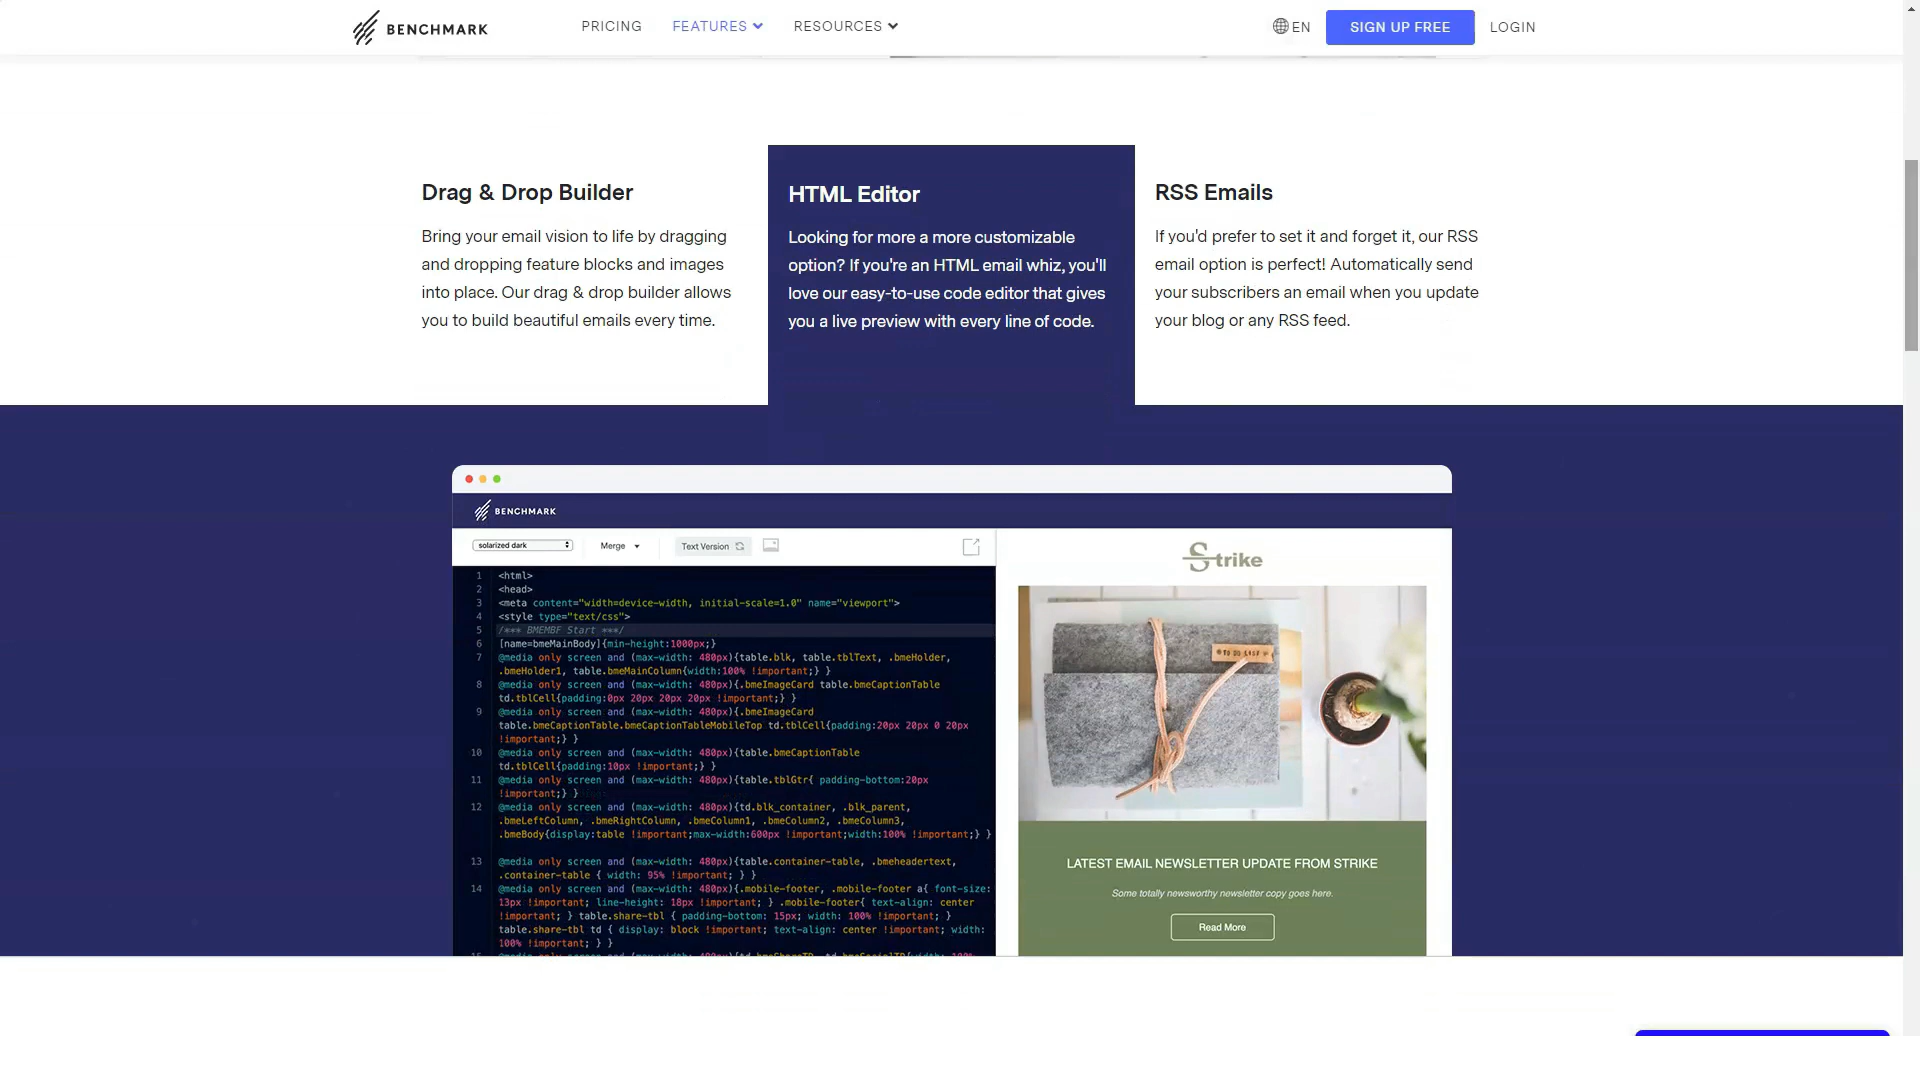 BENCHMARK
PRICING
FEATURES
RESOURCES
EN
SIGN UP FREE
LOGIN
Drag & Drop Builder
Bring your email vision to life by dragging
and dropping feature blocks and images
into place. Our drag & drop builder allows
you to build beautiful emails every time.
HTML Editor
Looking for more a more customizable
option? If you're an HTML email whiz, you'll
love our easy-to-use code editor that gives
you a live preview with every line of code.
RSS Emails
If you'd prefer to set it and forget it, our RSS
email option is perfect! Automatically send
your subscribers an email when you update
your blog or any RSS feed.
BENCHMARK
solarized dark
Merge
Text Version
1 <html>
2 <head>
3 <meta content="width=device-width, initial-scale=1.0" name="viewport">
4 <style type="text/css">
5 /*** BMEMBF Start ***/
6 [name=bmeMainBody]{min-height:1000px;}
7 @media only screen and (max-width: 480px){table.blk, table.tblText, .bmeHolder,
.bmeHolder1, table.bmeMainColumn{width:100% !important;} }
8 @media only screen and (max-width: 480px){.bmeImageCard table.bmeCaptionTable
td.tblCell{padding:0px 20px 20px 20px !important;} }
9 @media only screen and (max-width: 480px){.bmeImageCard
table.bmeCaptionTable.bmeCaptionTableMobileTop td.tblCell{padding:20px 20px 0 20px
!important;} }
10 @media only screen and (max-width: 480px){table.bmeCaptionTable
td.tblCell{padding:10px !important;} }
11 @media only screen and (max-width: 480px){table.tblGtr{ padding-bottom:20px
!important;} }
12 @media only screen and (max-width: 480px){td.blk_container, .blk_parent,
.bmeLeftColumn, .bmeRightColumn, .bmeColumn1, .bmeColumn2, .bmeColumn3,
.bmeBody{display:table !important;max-width:600px !important;width:100% !important;} }
13 @media only screen and (max-width: 480px){table.container-table, .bmeheadertext,
.container-table { width: 95% !important; } }
14 @media only screen and (max-width: 480px){.mobile-footer, .mobile-footer a{ font-size:
13px !important; line-height: 18px !important; } .mobile-footer{ text-align: center
!important; } table.share-tbl { padding-bottom: 15px; width: 100% !important; }
table.share-tbl td { display: block !important; text-align: center !important; width:
100% !important; } }
Strike
TO DO LIST
LATEST EMAIL NEWSLETTER UPDATE FROM STRIKE
Some totally newsworthy newsletter copy goes here.
Read More